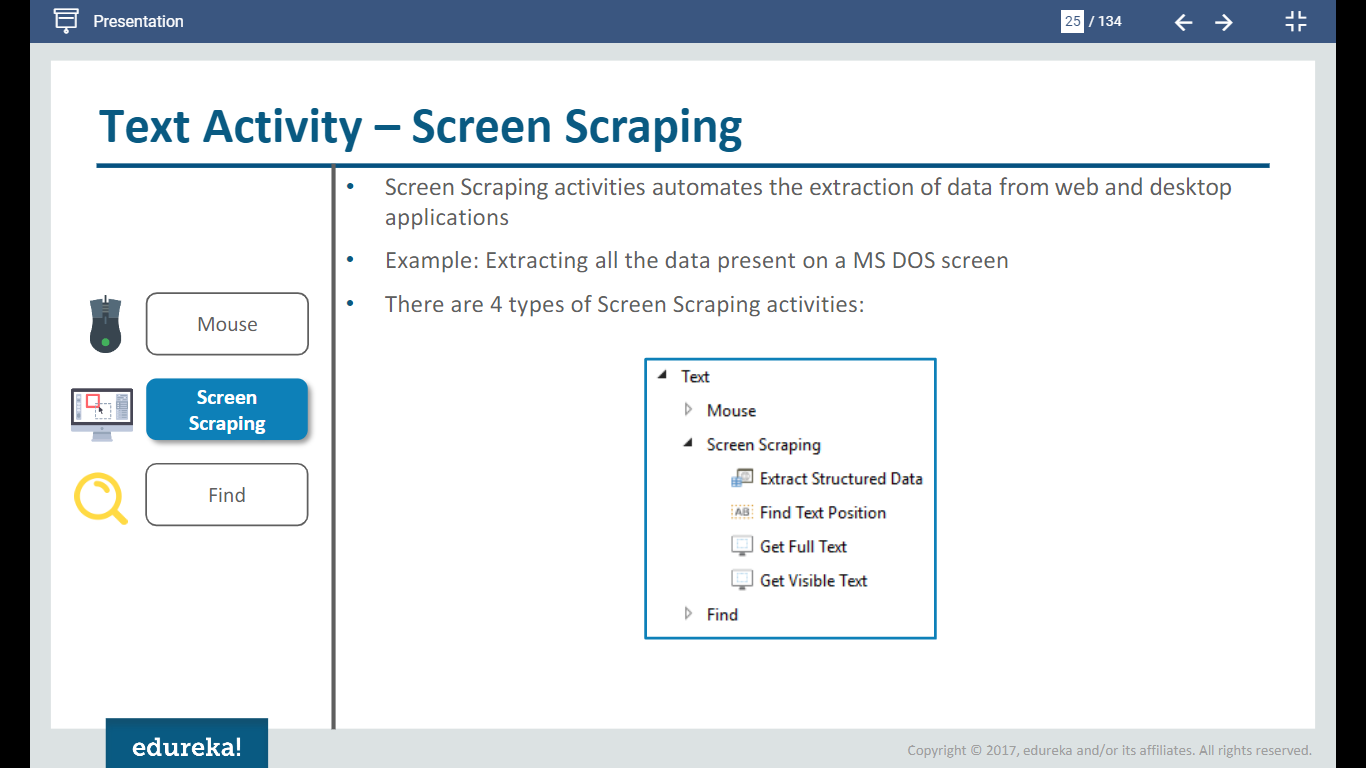 Presentation
25 / 134
Text Activity – Screen Scraping
• Screen Scraping activities automates the extraction of data from web and desktop
applications
• Example: Extracting all the data present on a MS DOS screen
• There are 4 types of Screen Scraping activities:
Mouse
Screen
Scraping
Find
Text
Mouse
Screen Scraping
Extract Structured Data
AB Find Text Position
Get Full Text
Get Visible Text
Find
edureka!
Copyright © 2017, edureka and/or its affiliates. All rights reserved.